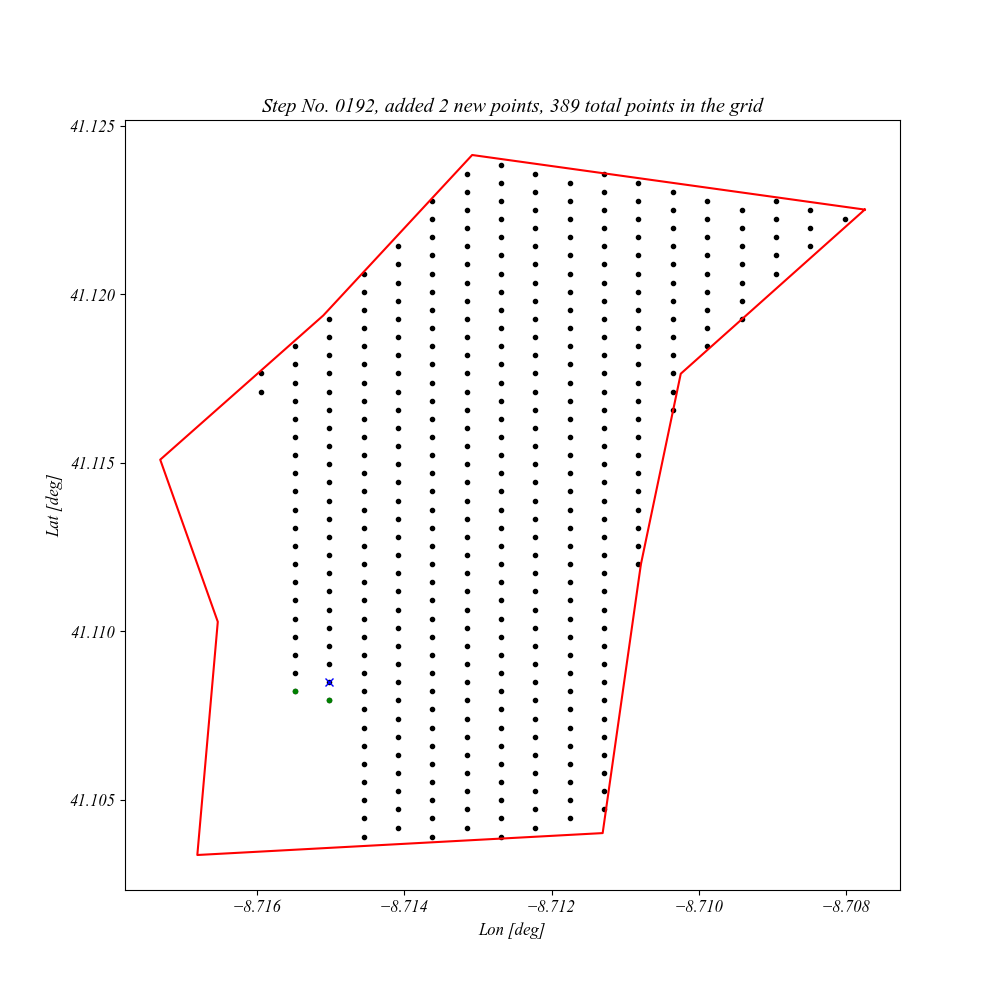 Step No. 0192, added 2 new points, 389 total points in the grid
41.125
41.120
41.115
41.110
41.105
Lat [deg]
−8.716 −8.714 −8.712 −8.710 −8.708
Lon [deg]